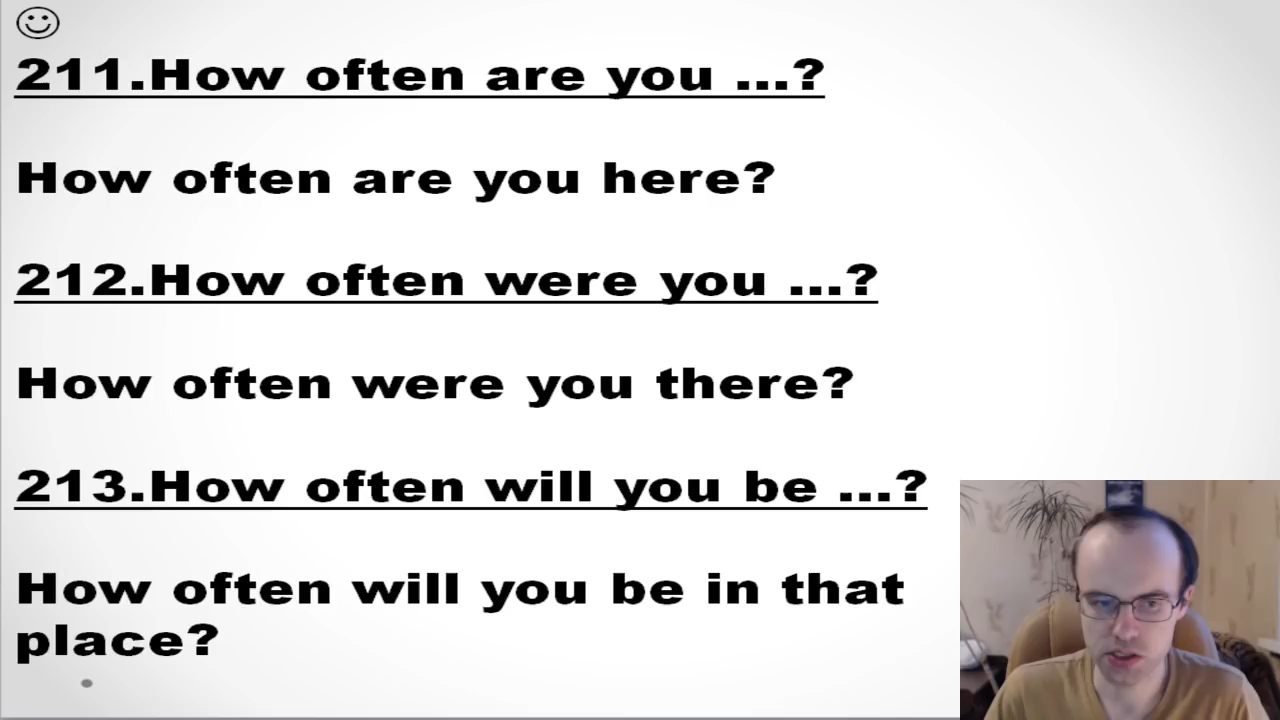 211.How often are you ...?
How often are you here?
212.How often were you ...?
How often were you there?
213.How often will you be ...?
How often will you be in that
place?